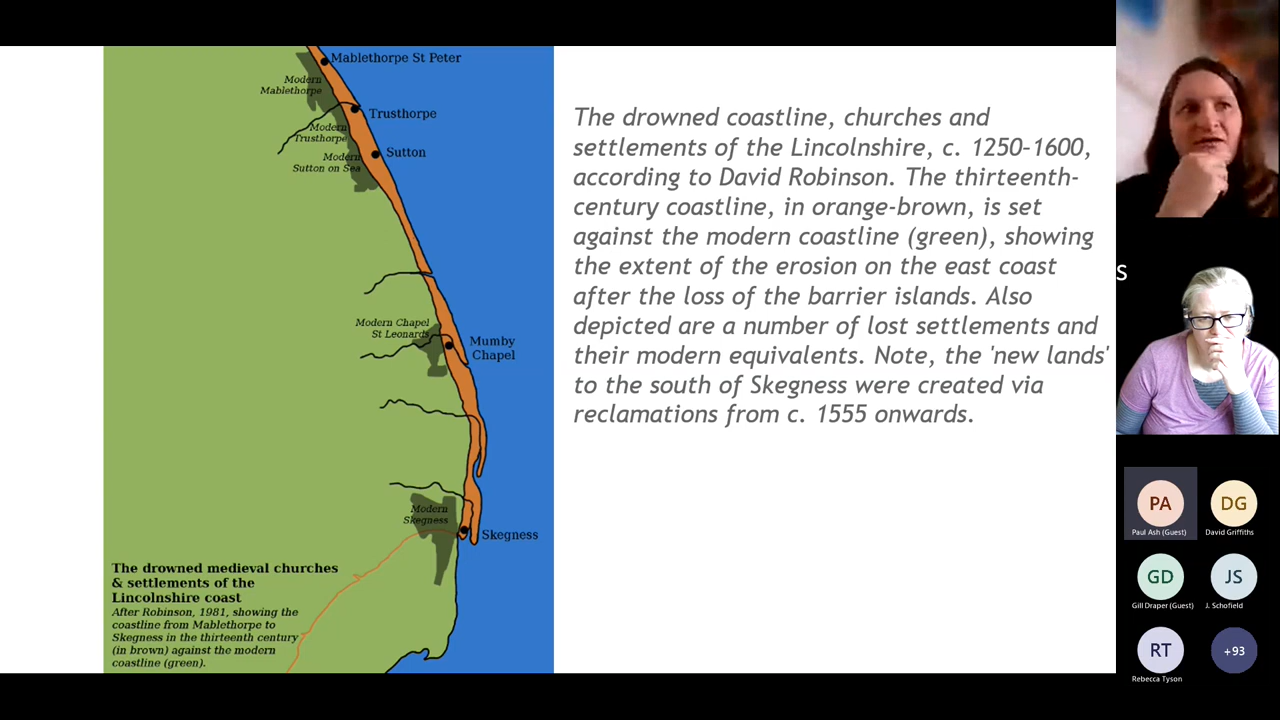 Mablethorpe St Peter
Modern
Mablethorpe
Trusthorpe
Modern
Trusthorpe
Sutton
Modern
Sutton on Sea
Modern Chapel
St Leonards
Mumby
Chapel
Modern
Skegness
Skegness
The drowned medieval churches
& settlements of the
Lincolnshire coast
After Robinson, 1981, showing the
coastline from Mablethorpe to
Skegness in the thirteenth century
(in brown) against the modern
coastline (green).
The drowned coastline, churches and
settlements of the Lincolnshire, c. 1250–1600,
according to David Robinson. The thirteenth-
century coastline, in orange-brown, is set
against the modern coastline (green), showing
the extent of the erosion on the east coast
after the loss of the barrier islands. Also
depicted are a number of lost settlements and
their modern equivalents. Note, the 'new lands'
to the south of Skegness were created via
reclamations from c. 1555 onwards.
S
PA
Paul Ash (Guest)
DG
David Griffiths
GD
Gill Draper (Guest)
JS
J. Schofield
RT
Rebecca Tyson
+93